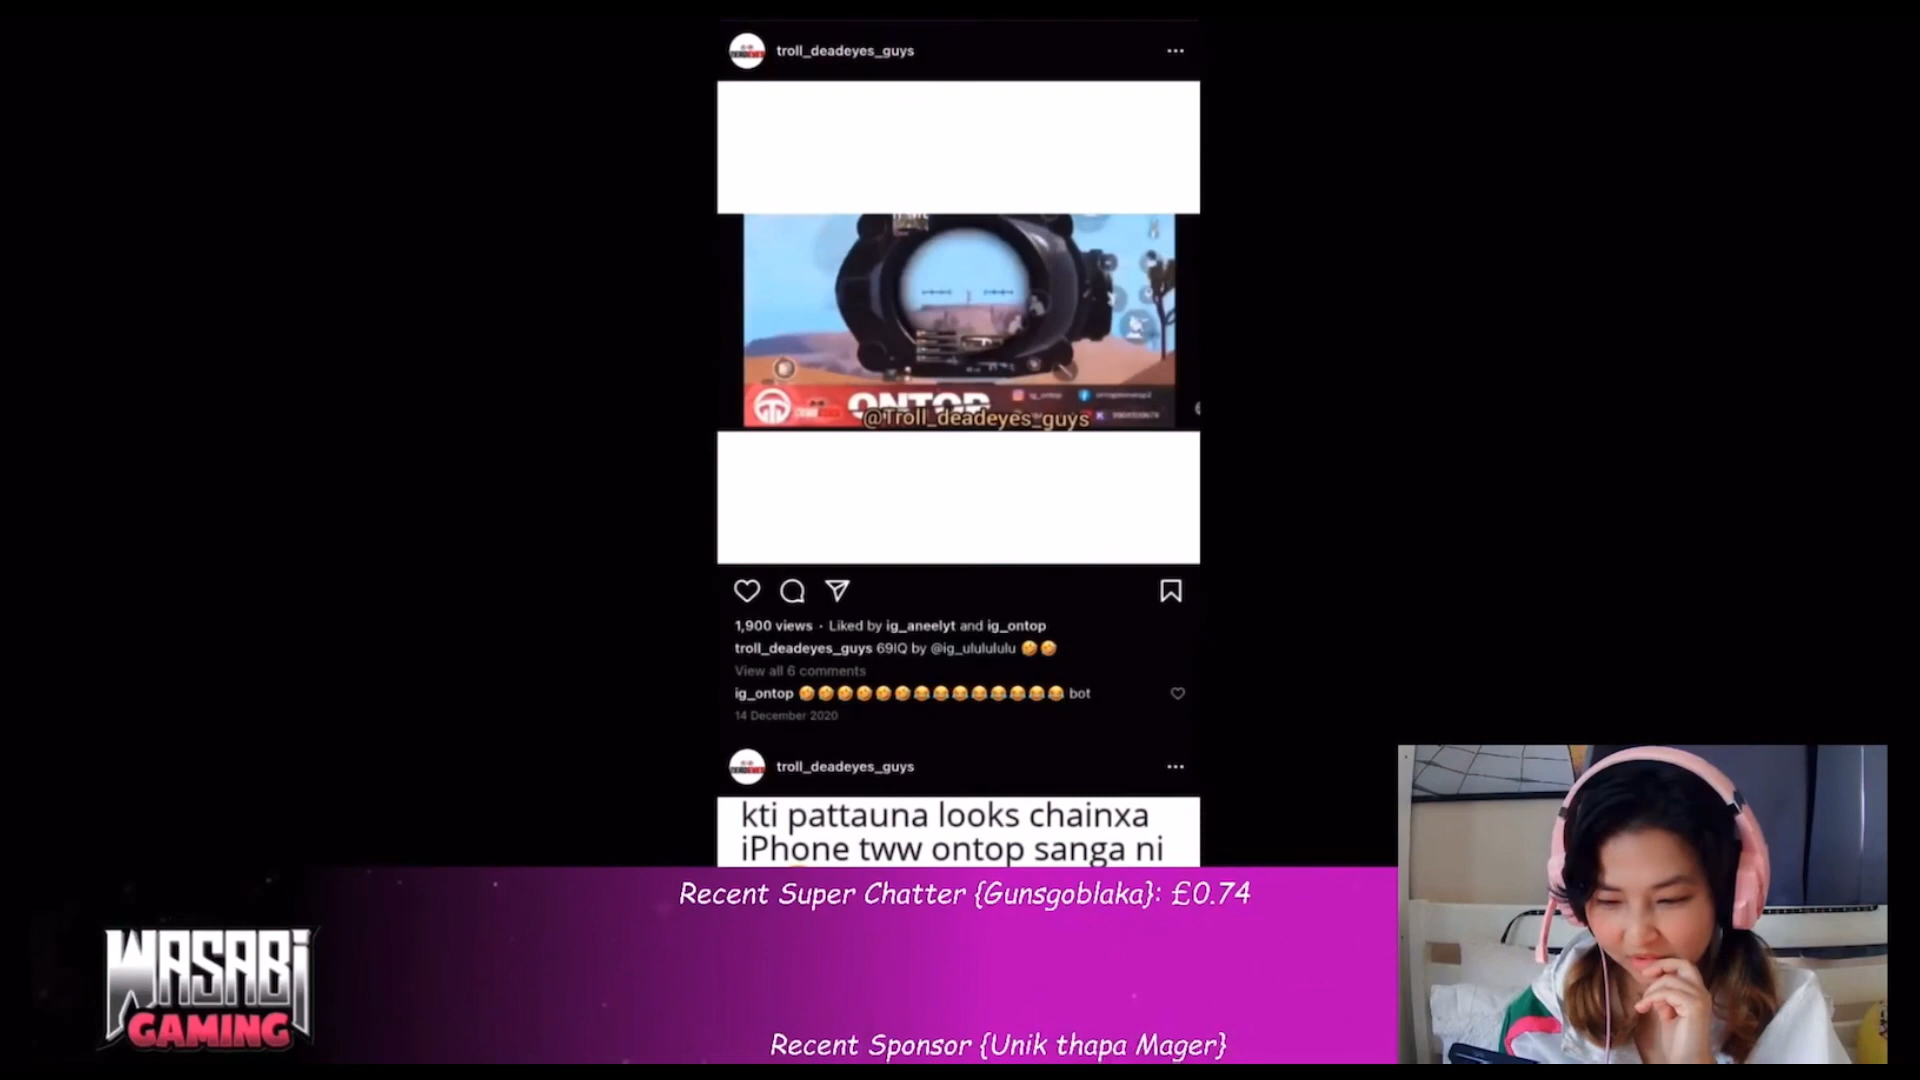 troll_deadeyes_guys
ONTOP
ig_ontop
@Troll_deadeyes_guys
1,900 views · Liked by ig_aneelyt and ig_ontop
troll_deadeyes_guys 69IQ by @ig_ulululu 🤣🤣
View all 6 comments
ig_ontop 🤣🤣🤣🤣🤣🤣😂😂😂😂😂😂😂😂 bot
14 December 2020
troll_deadeyes_guys
kti pattauna looks chainxa
iPhone tww ontop sanga ni
Recent Super Chatter {Gunsgoblaka}: £0.74
WASABi
GAMING
Recent Sponsor {Unik thapa Mager}